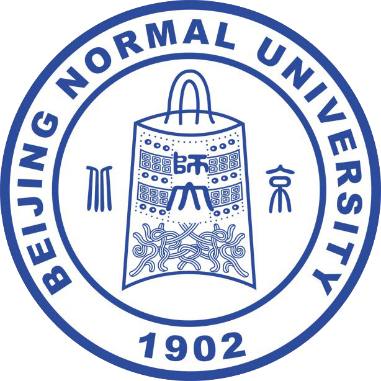 BEIJING NORMAL UNIVERSITY
北 京
師
大
1902